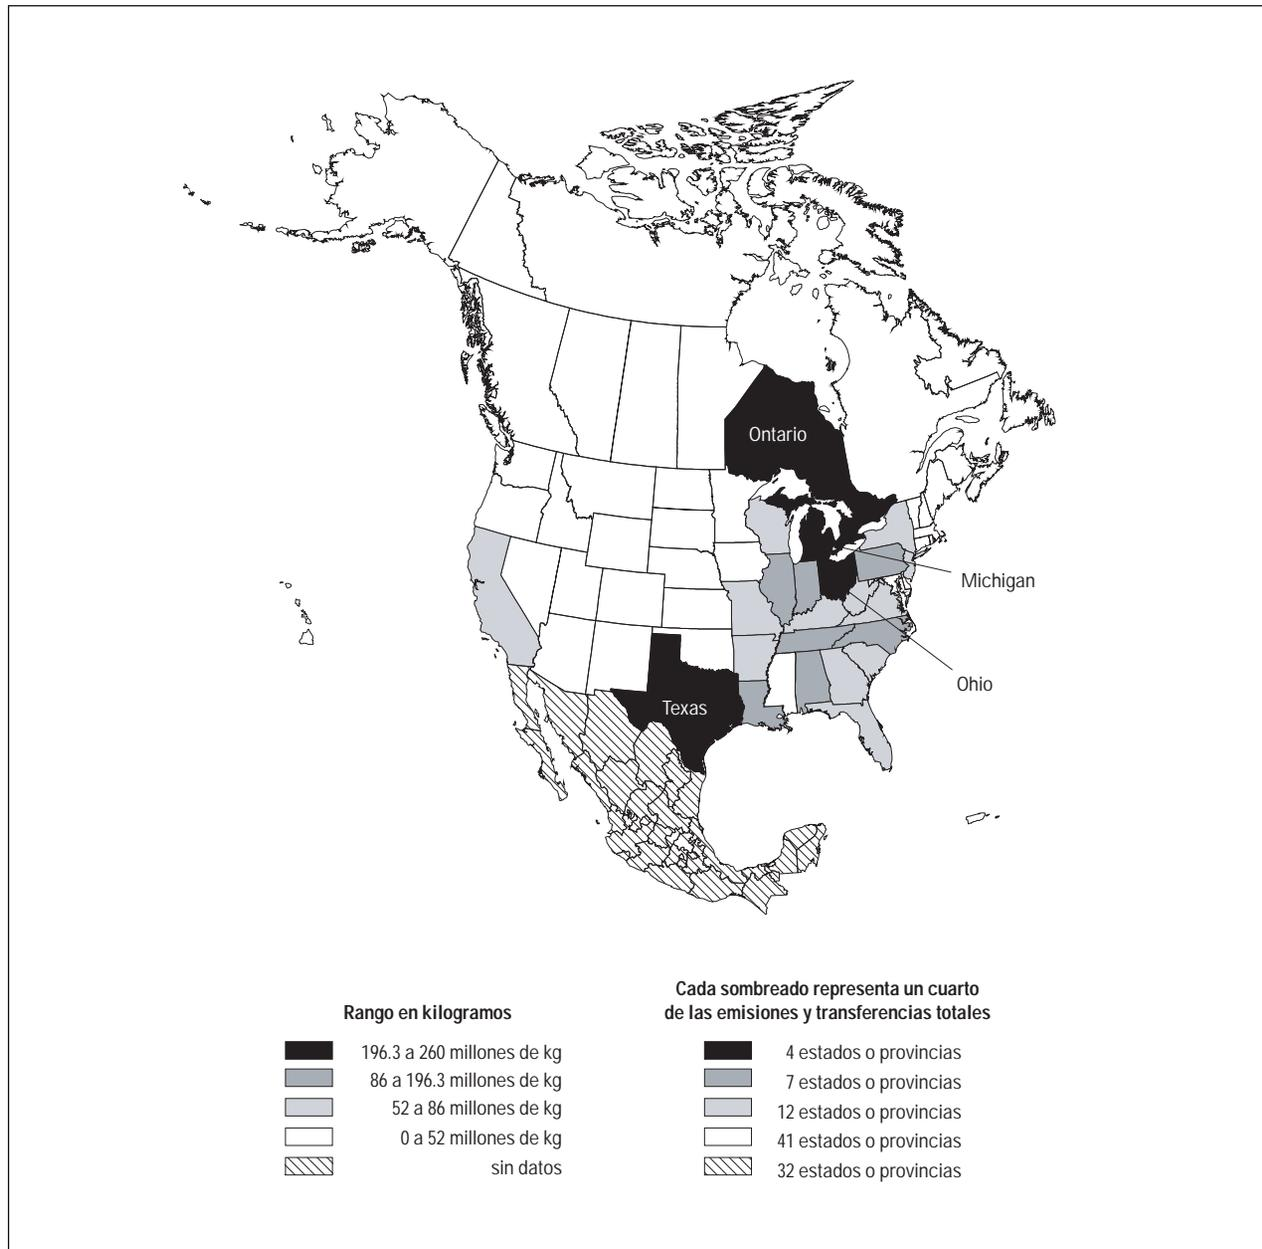 Ontario
Michigan
Ohio
Texas
Rango en kilogramos
196.3 a 260 millones de kg
86 a 196.3 millones de kg
52 a 86 millones de kg
0 a 52 millones de kg
sin datos
Cada sombreado representa un cuarto
de las emisiones y transferencias totales
4 estados o provincias
7 estados o provincias
12 estados o provincias
41 estados o provincias
32 estados o provincias